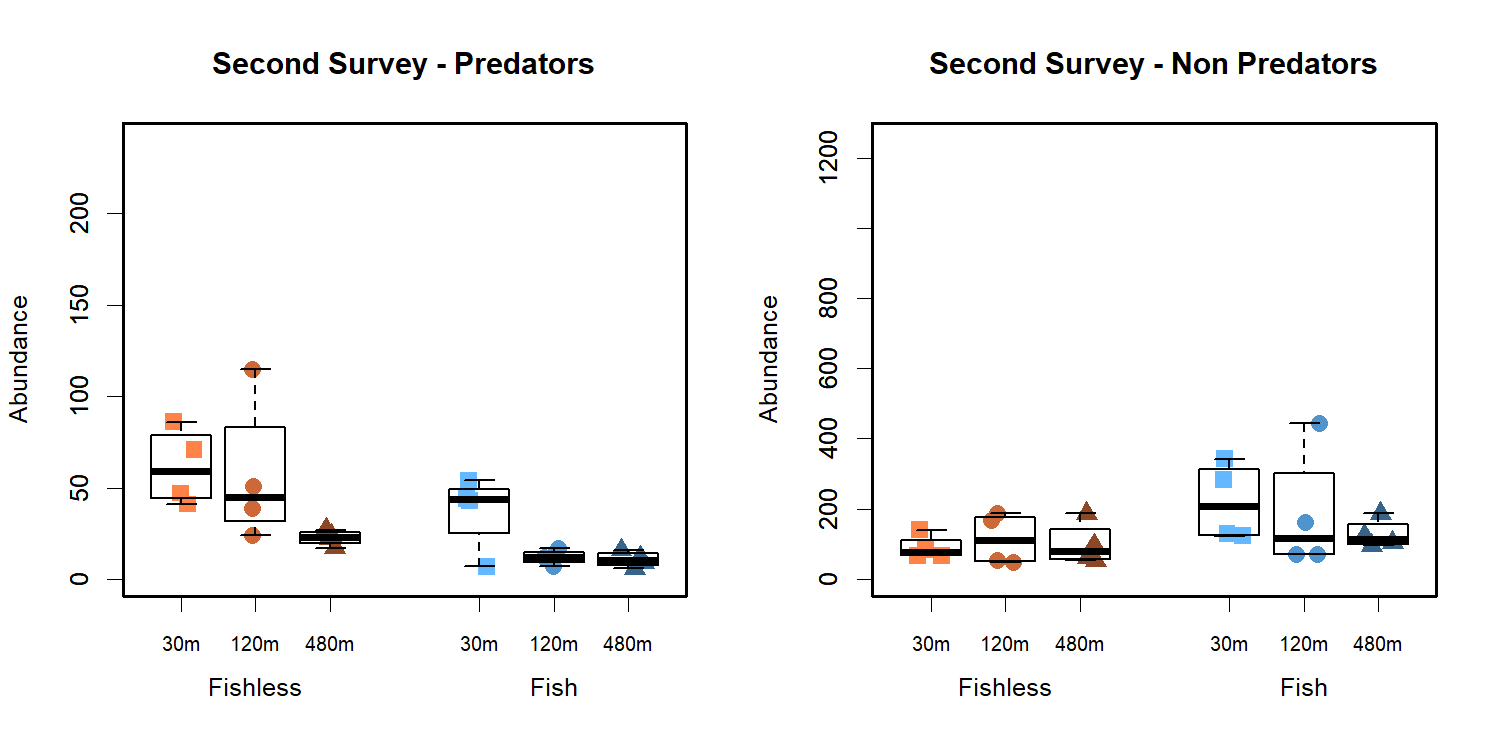 Second Survey - Predators
Abundance
200
150
100
50
0
30m 120m 480m 30m 120m 480m
Fishless Fish
Second Survey - Non Predators
Abundance
1200
800
600
400
200
0
30m 120m 480m 30m 120m 480m
Fishless Fish